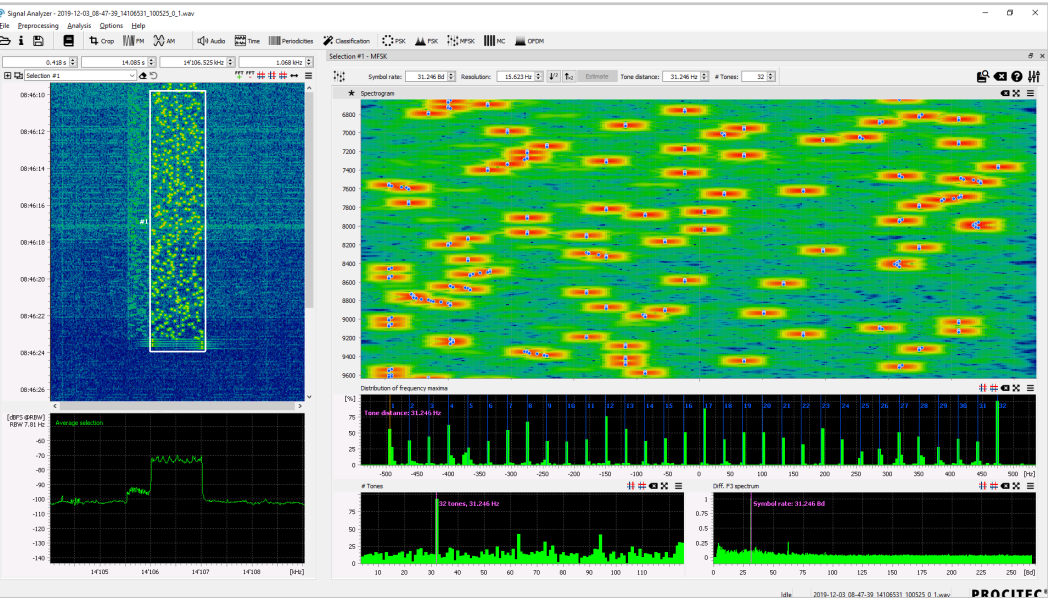 Signal Analyzer - 2019-12-03_08-47-39_14106531_100525_0_1.wav
File Preprocessing Analysis Options Help
Crop FM AM Audio Time Periodicities Classification PSK FSK MFSK MC OFDM
0.418 s 14.085 s 14'106.525 kHz 1.068 kHz
Selection #1
08:46:10
08:46:12
08:46:14
08:46:16
#1
08:46:18
08:46:20
08:46:22
08:46:24
08:46:26
[dBFS @RBW]
RBW 7.81 Hz
Average selection
-60
-70
-80
-90
-100
-110
-120
-130
-140
14'105 14'106 14'107 14'108 [kHz]
Selection #1 - MFSK
Symbol rate: 31.246 Bd Resolution: 15.623 Hz Estimate Tone distance: 31.246 Hz # Tones: 32
Spectrogram
6800
7000
7200
7400
7600
7800
8000
8200
8400
8600
8800
9000
9200
9400
9600
Distribution of frequency maxima
[%]
1 2 3 4 5 6 7 8 9 10 11 12 13 14 15 16 17 18 19 20 21 22 23 24 25 26 27 28 29 30 31 32
Tone distance: 31.246 Hz
75
50
25
0
-500 -450 -400 -350 -300 -250 -200 -150 -100 -50 0 50 100 150 200 250 300 350 400 450 500 [Hz]
# Tones
32 tones, 31.246 Hz
75
50
25
0
10 20 30 40 50 60 70 80 90 100 110
Diff. F3 spectrum
Symbol rate: 31.246 Bd
1
0.75
0.5
0.25
0
0 25 50 75 100 125 150 175 200 225 250 [Bd]
Idle 2019-12-03_08-47-39_14106531_100525_0_1.wav PROCITEC